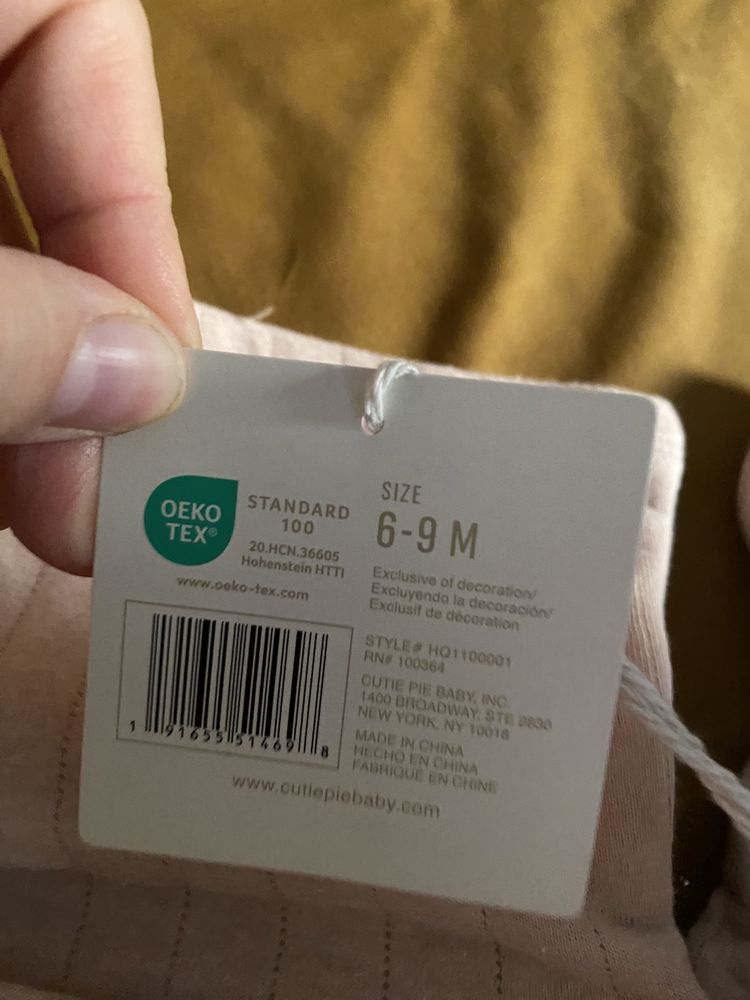 OEKO
TEX®
STANDARD
100
20.HCN.36605
Hohenstein HTTI
www.oeko-tex.com
SIZE
6-9 M
Exclusive of decoration/
Excluyendo la decoración/
Exclusif de décoration
STYLE# HQ1100001
RN# 100364
CUTIE PIE BABY, INC.
1400 BROADWAY, STE 2830
NEW YORK, NY 10018
MADE IN CHINA
HECHO EN CHINA
FABRIQUÉ EN CHINE
1 91655 51469 8
www.cutiepiebaby.com